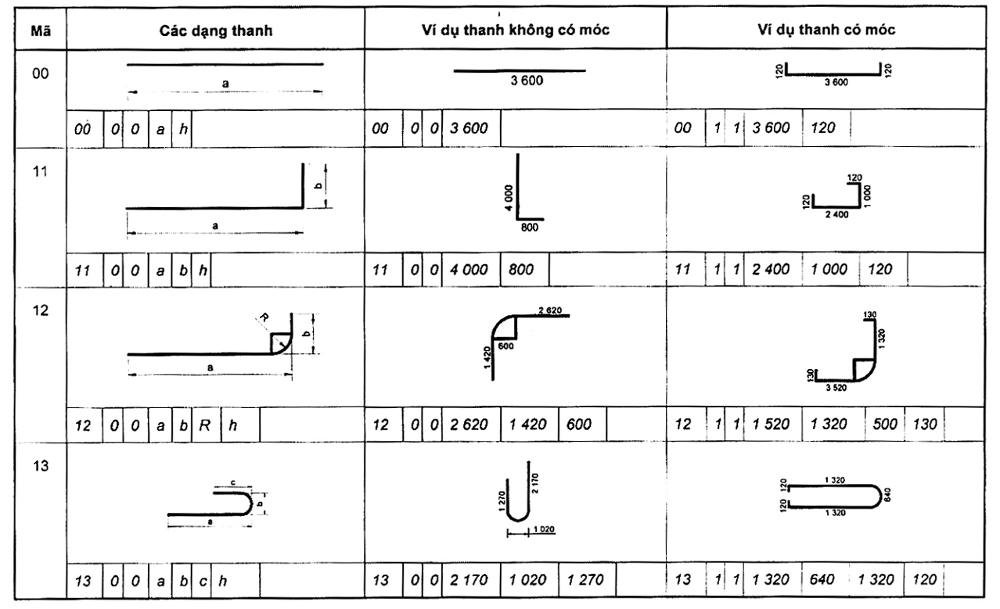 Mã Các dạng thanh Ví dụ thanh không có móc Ví dụ thanh có móc
00
a
3 600
120 3 600 120
00 0 0 a h
00 0 0 3 600
00 1 1 3 600 120
11
b
a
4 000
800
120
120 1 000
2 400
11 0 0 a b h
11 0 0 4 000 800
11 1 1 2 400 1 000 120
12
R
b
a
2 620
600
1 420
130
1 320
130
3 520
12 0 0 a b R h
12 0 0 2 620 1 420 600
12 1 1 1 520 1 320 500 130
13
c
b
a
1 270 2 170
1 020
1 320
120 640
120
1 320
13 0 0 a b c h
13 0 0 2 170 1 020 1 270
13 1 1 1 320 640 1 320 120